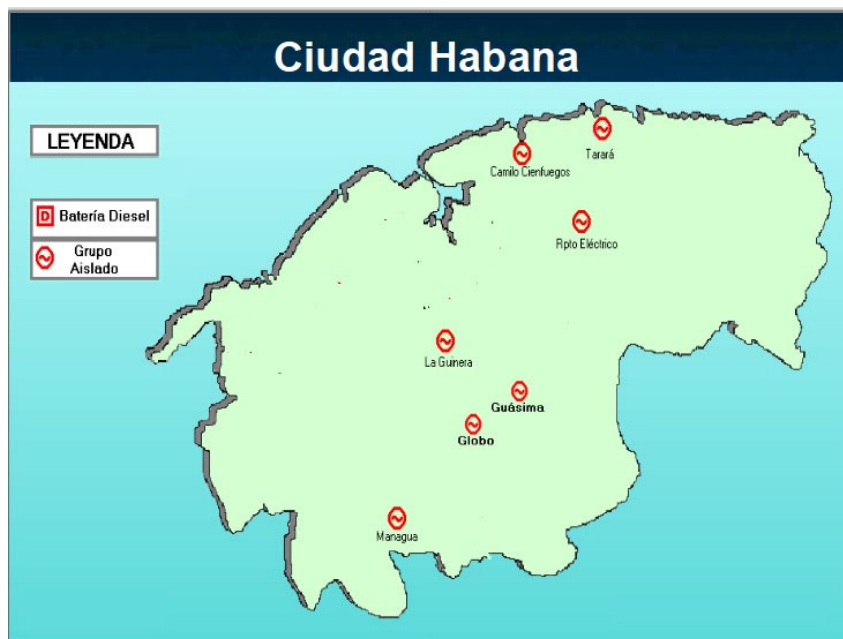 Ciudad Habana
LEYENDA
D Batería Diesel
Grupo
Aislado
Tarará
Camilo Cienfuegos
Rpto Eléctrico
La Guinera
Guásima
Globo
Managua